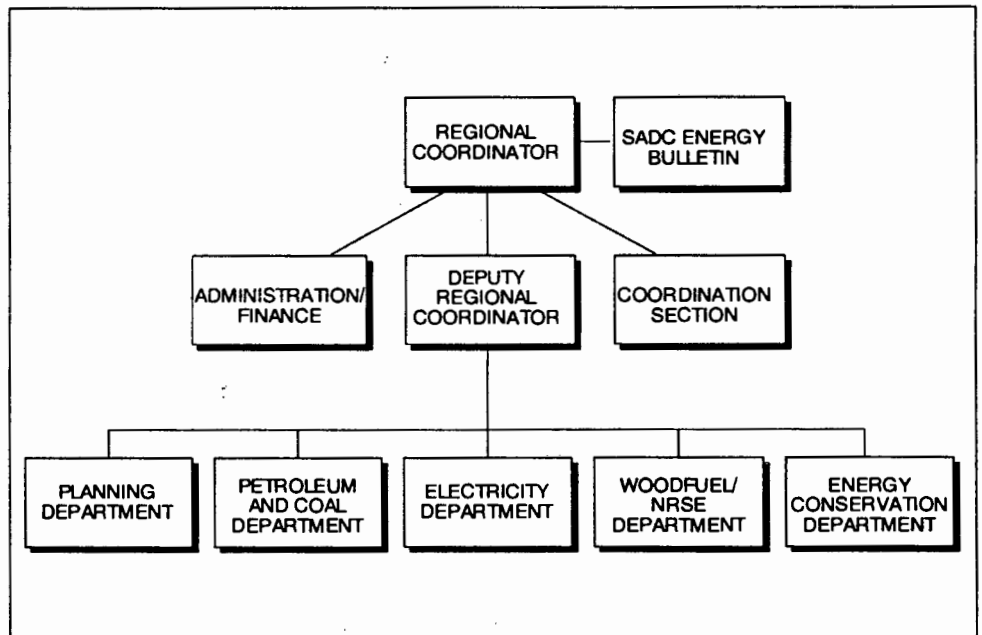 REGIONAL
COORDINATOR
SADC ENERGY
BULLETIN
ADMINISTRATION/
FINANCE
DEPUTY
REGIONAL
COORDINATOR
COORDINATION
SECTION
PLANNING
DEPARTMENT
PETROLEUM
AND COAL
DEPARTMENT
ELECTRICITY
DEPARTMENT
WOODFUEL/
NRSE
DEPARTMENT
ENERGY
CONSERVATION
DEPARTMENT